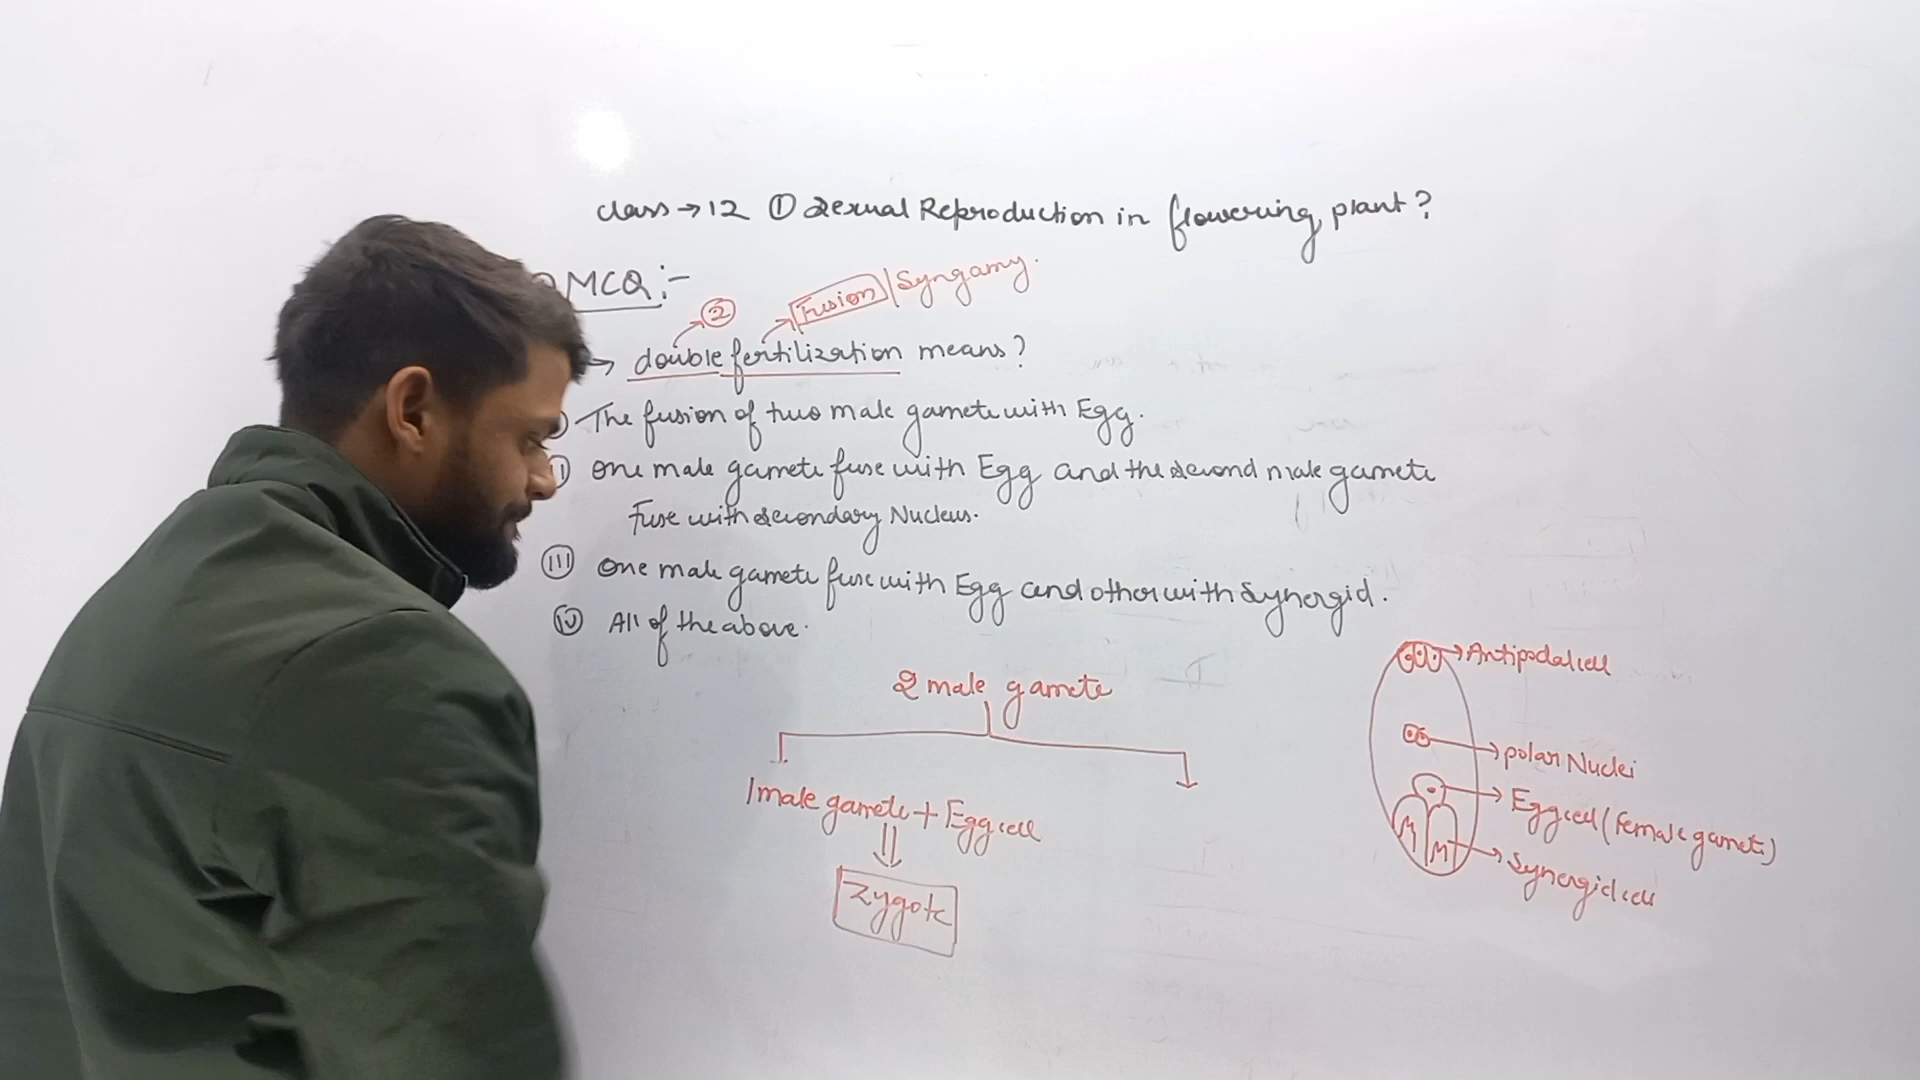 class → 12 ① Sexual Reproduction in flowering plant?
MCQ:-
② Fusion | Syngamy.
→ double fertilization means?
The fusion of two male gamete with Egg.
One male gamete fuse with Egg and the second male gamete
Fuse with secondary Nucleus.
(III) One male gamete fuse with Egg and other with Synergid.
(IV) All of the above.
2 male gamete
1 male gamete + Egg cell
Zygote
→ Antipodal cell
→ polar Nuclei
→ Egg cell (female gamete)
→ Synergid cell